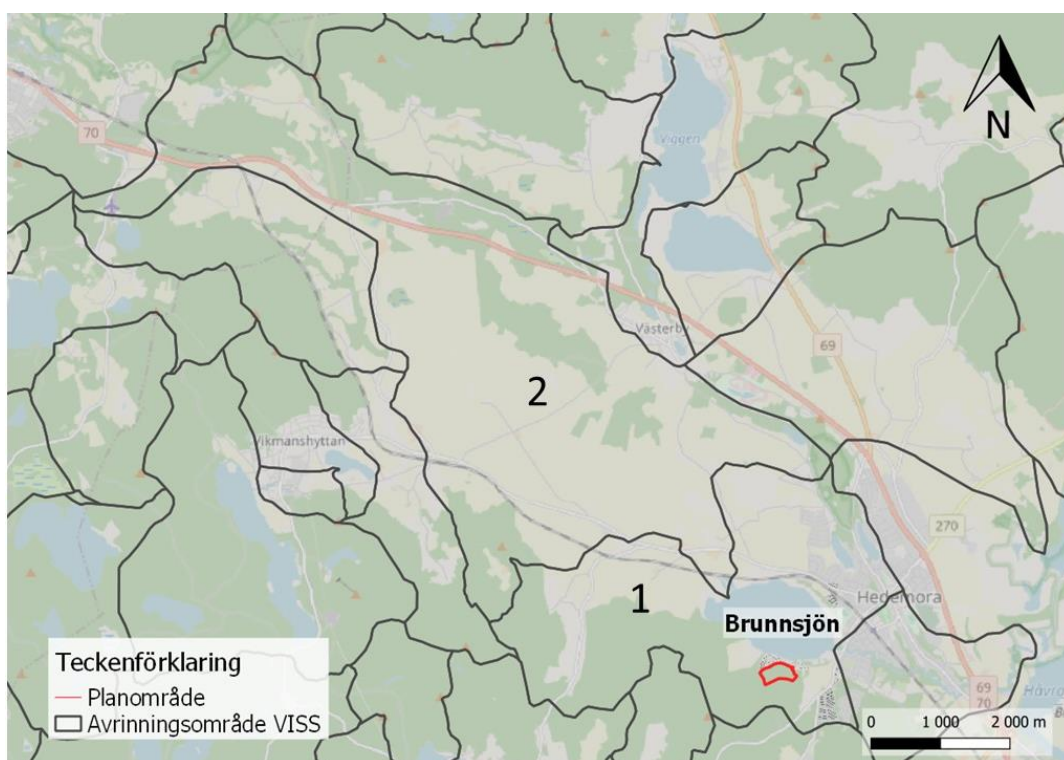 70
Viggen
N
69
Västerby
2
Vikmanshyttan
270
1
Hedemora
Brunnsjön
Teckenförklaring
Planområde
Avrinningsområde VISS
69
70
0 1 000 2 000 m